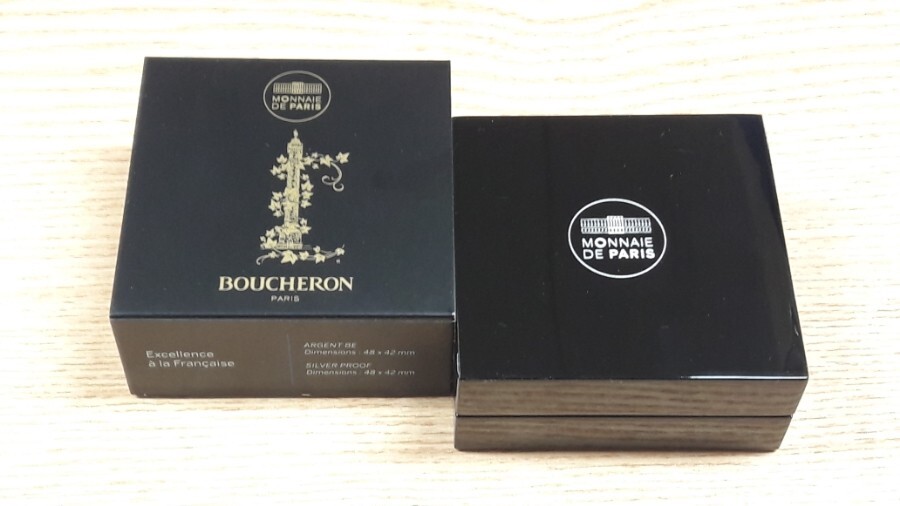 MONNAIE
DE PARIS
BOUCHERON
PARIS
Excellence
à la Française
ARGENT BE
Dimensions : 48 x 42 mm
SILVER PROOF
Dimensions : 48 x 42 mm
MONNAIE
DE PARIS